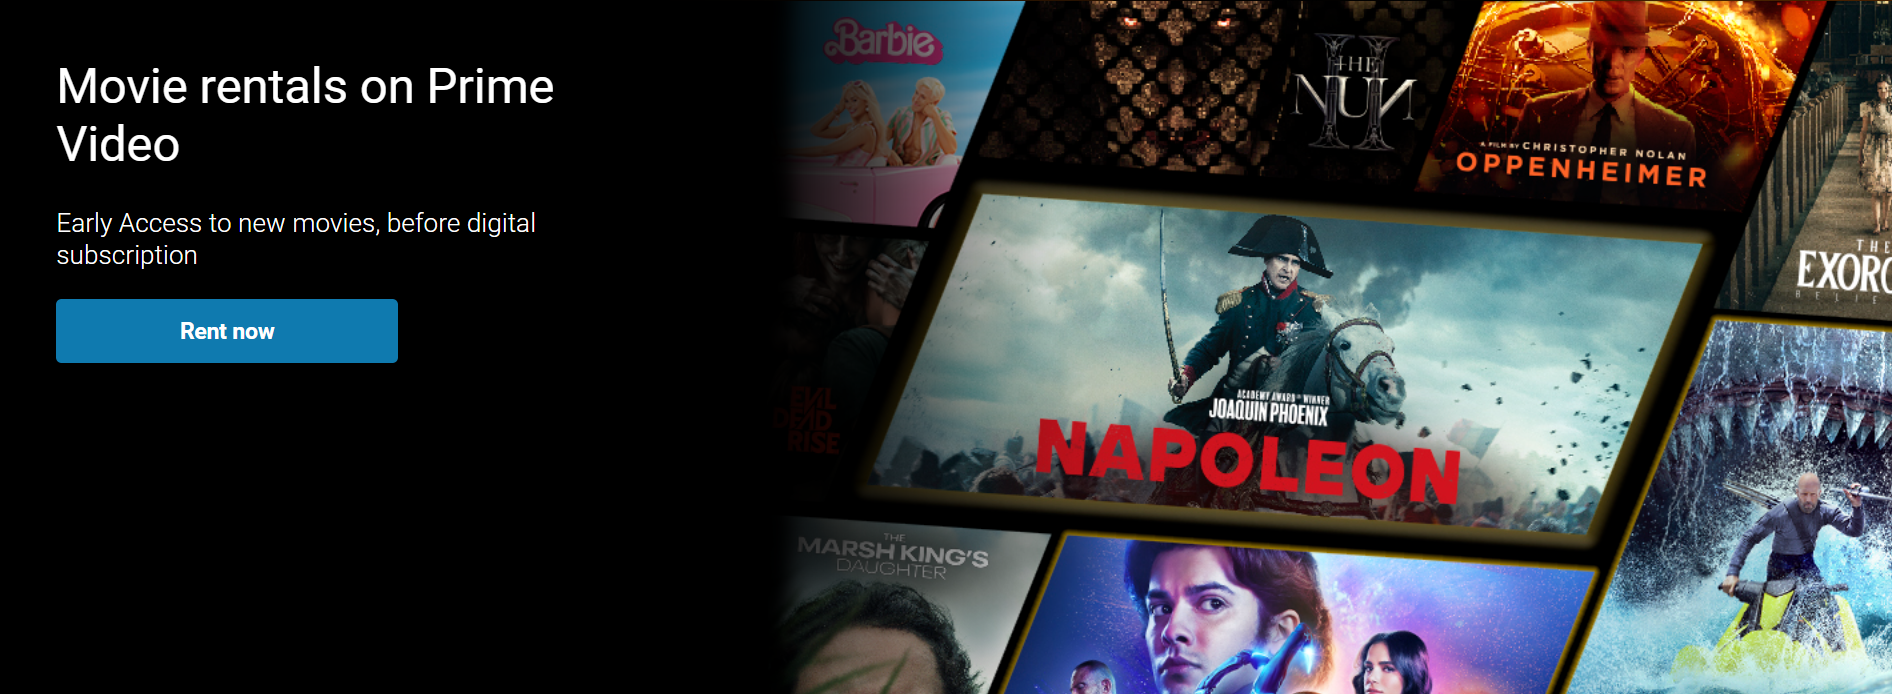 Movie rentals on Prime
Video
Early Access to new movies, before digital
subscription
Rent now
Barbie
THE
NUN
II
A FILM BY CHRISTOPHER NOLAN
OPPENHEIMER
THE
EXORC
ACADEMY AWARD® WINNER
JOAQUIN PHOENIX
NAPOLEON
EVIL
DEAD
RISE
THE
MARSH KING'S
DAUGHTER